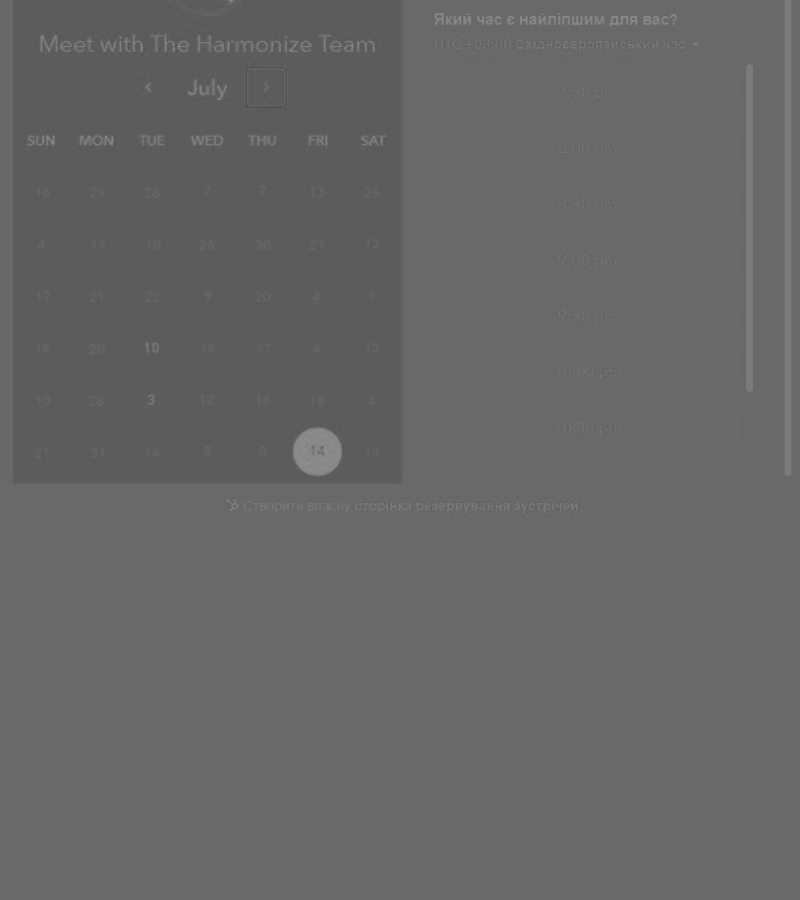 Meet with The Harmonize Team
July
SUN MON TUE WED THU FRI SAT
16 29 28 7 7 13 25
4 17 10 26 30 21 12
17 21 22 9 20 4 1
16 20 10 16 17 6 12
10 28 3 12 16 18 4
21 31 14 9 8 14 19
Який час є найліпшим для вас?
UTC +03:00 Східноєвропейський час
7:30 pm
8:00 pm
8:30 pm
9:00 pm
9:30 pm
10:00 pm
10:30 pm
Створити власну сторінка резервування зустрічей